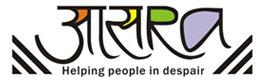 आसरा
Helping people in despair